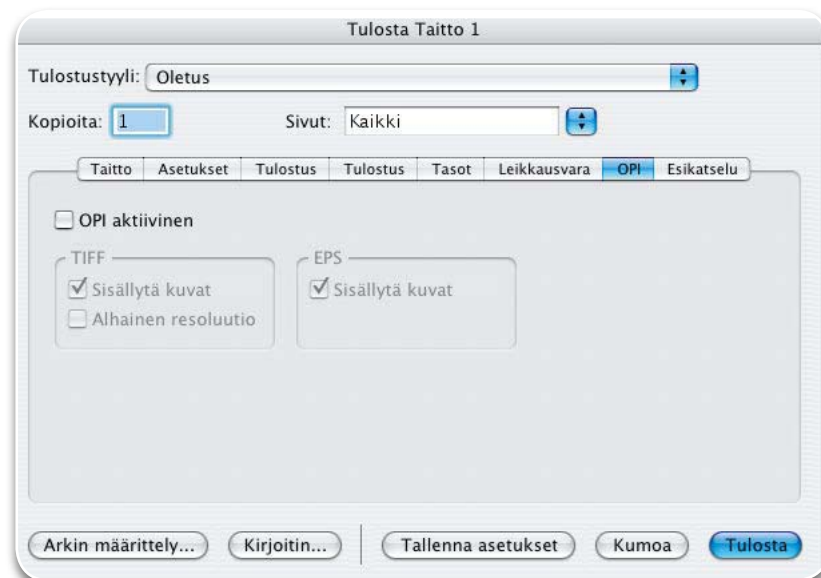 Tulosta Taitto 1
Tulostustyyli: Oletus
Kopioita: 1 Sivut: Kaikki
Taitto Asetukset Tulostus Tulostus Tasot Leikkausvara OPI Esikatselu
OPI aktiivinen
TIFF EPS
Sisällytä kuvat Sisällytä kuvat
Alhainen resoluutio
Arkin määrittely... Kirjoitin... Tallenna asetukset Kumoa Tulosta